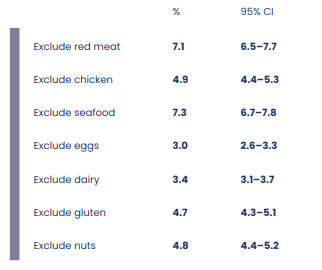 % 95% CI
Exclude red meat 7.1 6.5–7.7
Exclude chicken 4.9 4.4–5.3
Exclude seafood 7.3 6.7–7.8
Exclude eggs 3.0 2.6–3.3
Exclude dairy 3.4 3.1–3.7
Exclude gluten 4.7 4.3–5.1
Exclude nuts 4.8 4.4–5.2